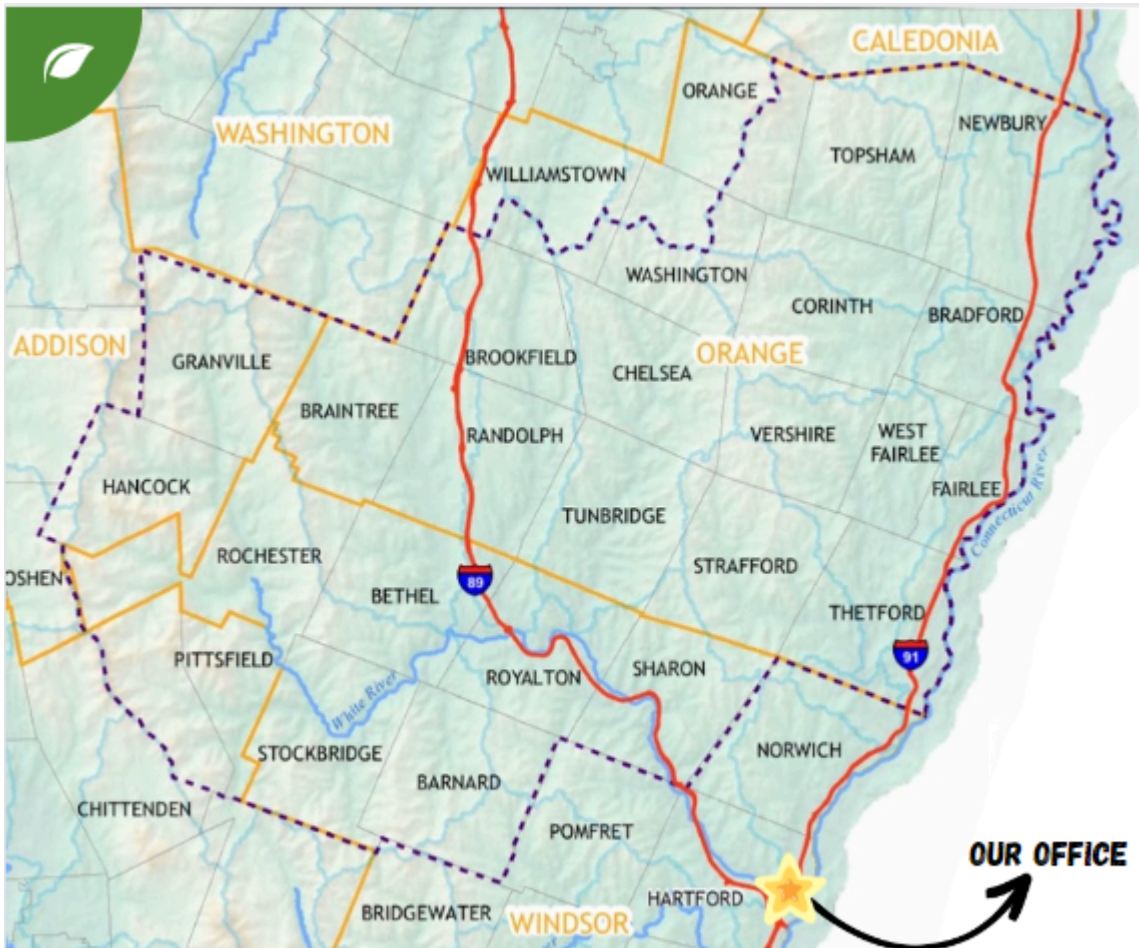 CALEDONIA
ORANGE
NEWBURY
WASHINGTON
TOPSHAM
WILLIAMSTOWN
WASHINGTON
CORINTH
BRADFORD
ADDISON
GRANVILLE
BROOKFIELD
ORANGE
CHELSEA
BRAINTREE
RANDOLPH
VERSHIRE
WEST
FAIRLEE
HANCOCK
FAIRLEE
Connecticut River
TUNBRIDGE
ROCHESTER
STRAFFORD
OSHEN
89
BETHEL
THETFORD
91
PITTSFIELD
SHARON
ROYALTON
White River
STOCKBRIDGE
NORWICH
BARNARD
CHITTENDEN
POMFRET
OUR OFFICE
HARTFORD
BRIDGEWATER
WINDSOR